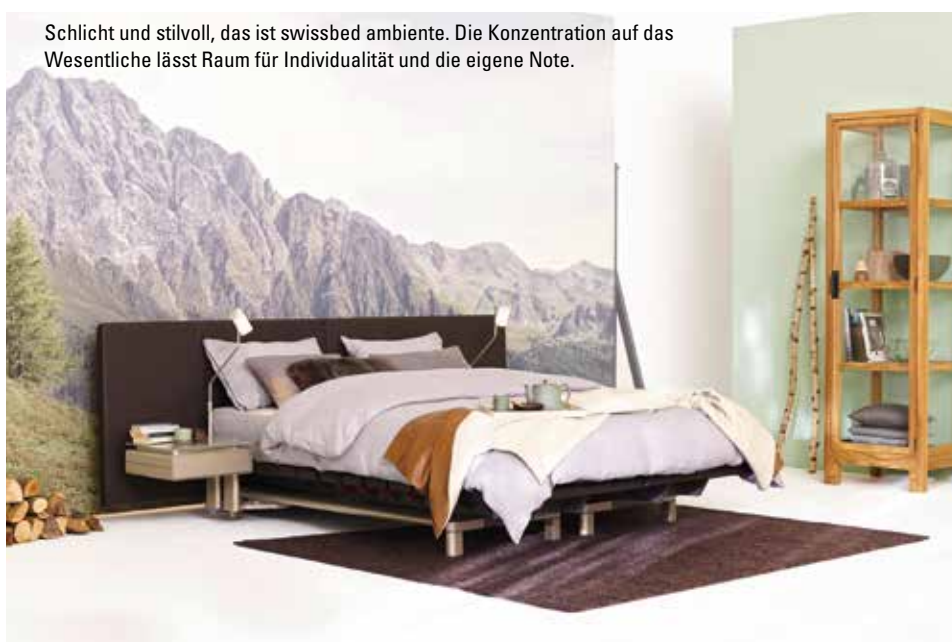 Schlicht und stilvoll, das ist swissbed ambiente. Die Konzentration auf das
Wesentliche lässt Raum für Individualität und die eigene Note.